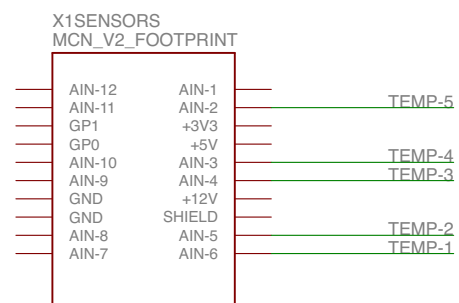 X1SENSORS
MCN_V2_FOOTPRINT
AIN-12 AIN-1
AIN-11 AIN-2 TEMP-5
GP1 +3V3
GP0 +5V
AIN-10 AIN-3 TEMP-4
AIN-9 AIN-4 TEMP-3
GND +12V
GND SHIELD
AIN-8 AIN-5 TEMP-2
AIN-7 AIN-6 TEMP-1